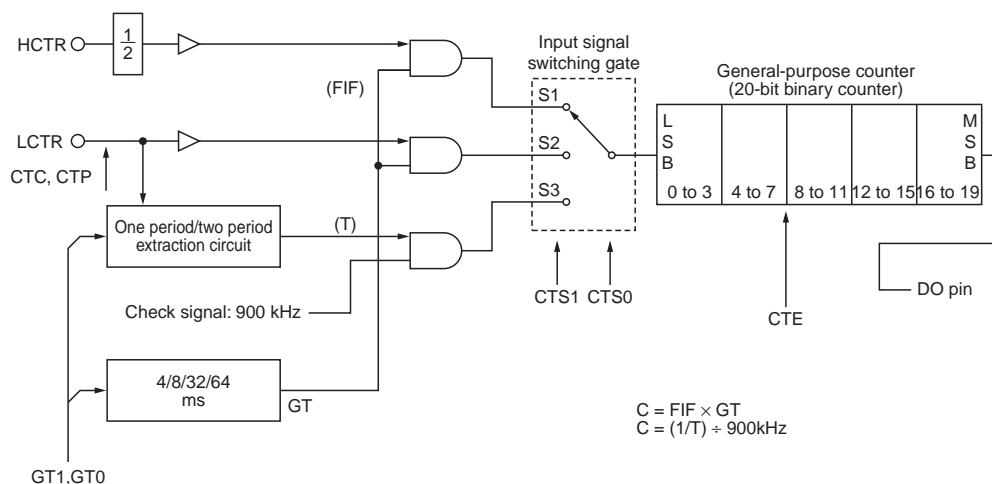 HCTR
1
2
(FIF)
Input signal
switching gate
General-purpose counter
(20-bit binary counter)
S1
S2
S3
L
S
B
M
S
B
0 to 3
4 to 7
8 to 11
12 to 15
16 to 19
LCTR
CTC, CTP
One period/two period
extraction circuit
(T)
Check signal: 900 kHz
CTS1
CTS0
CTE
DO pin
4/8/32/64
ms
GT
C = FIF × GT
C = (1/T) ÷ 900kHz
GT1,GT0